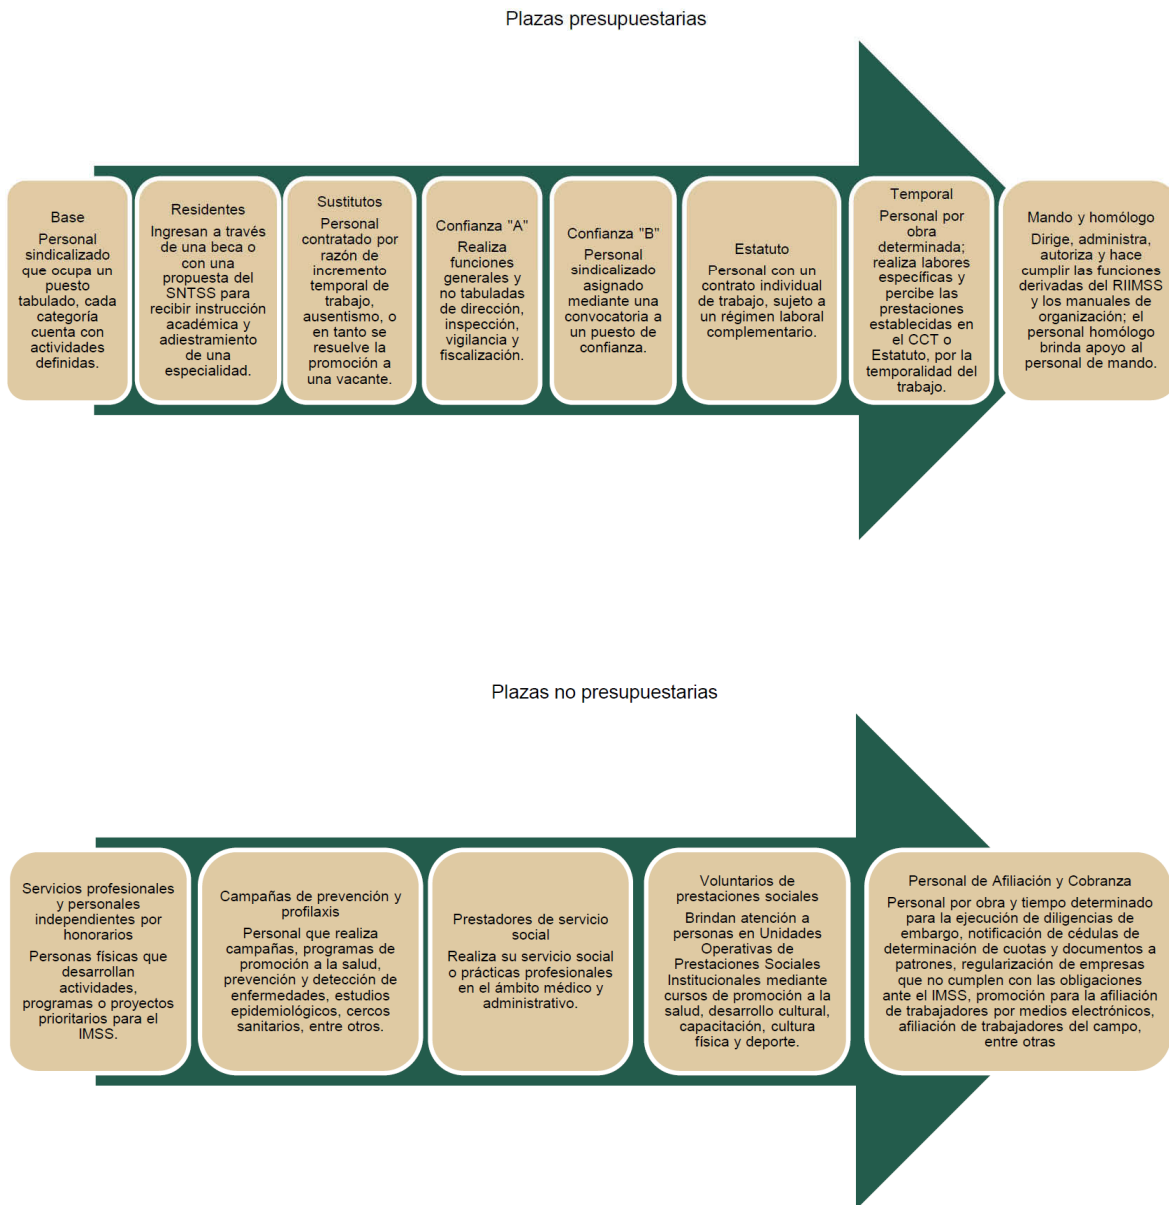 Plazas presupuestarias
Base
Personal
sindicalizado
que ocupa un
puesto
tabulado, cada
categoría
cuenta con
actividades
definidas.
Residentes
Ingresan a través
de una beca o
con una
propuesta del
SNTSS para
recibir instrucción
académica y
adiestramiento
de una
especialidad.
Sustitutos
Personal
contratado por
razón de
incremento
temporal de
trabajo,
ausentismo, o
en tanto se
resuelve la
promoción a
una vacante.
Confianza "A"
Realiza
funciones
generales y
no tabuladas
de dirección,
inspección,
vigilancia y
fiscalización.
Confianza "B"
Personal
sindicalizado
asignado
mediante una
convocatoria a
un puesto de
confianza.
Estatuto
Personal con un
contrato individual
de trabajo, sujeto a
un régimen laboral
complementario.
Temporal
Personal por
obra
determinada;
realiza labores
específicas y
percibe las
prestaciones
establecidas en
el CCT o
Estatuto, por la
temporalidad del
trabajo.
Mando y homólogo
Dirige, administra,
autoriza y hace
cumplir las funciones
derivadas del RIIMSS
y los manuales de
organización; el
personal homólogo
brinda apoyo al
personal de mando.
Plazas no presupuestarias
Servicios profesionales
y personales
independientes por
honorarios
Personas físicas que
desarrollan
actividades,
programas o proyectos
prioritarios para el
IMSS.
Campañas de prevención y
profilaxis
Personal que realiza
campañas, programas de
promoción a la salud,
prevención y detección de
enfermedades, estudios
epidemiológicos, cercos
sanitarios, entre otros.
Prestadores de servicio
social
Realiza su servicio social
o prácticas profesionales
en el ámbito médico y
administrativo.
Voluntarios de
prestaciones sociales
Brindan atención a
personas en Unidades
Operativas de
Prestaciones Sociales
Institucionales mediante
cursos de promoción a la
salud, desarrollo cultural,
capacitación, cultura
física y deporte.
Personal de Afiliación y Cobranza
Personal por obra y tiempo determinado
para la ejecución de diligencias de
embargo, notificación de cédulas de
determinación de cuotas y documentos a
patrones, regularización de empresas
que no cumplen con las obligaciones
ante el IMSS, promoción para la afiliación
de trabajadores por medios electrónicos,
afiliación de trabajadores del campo,
entre otras